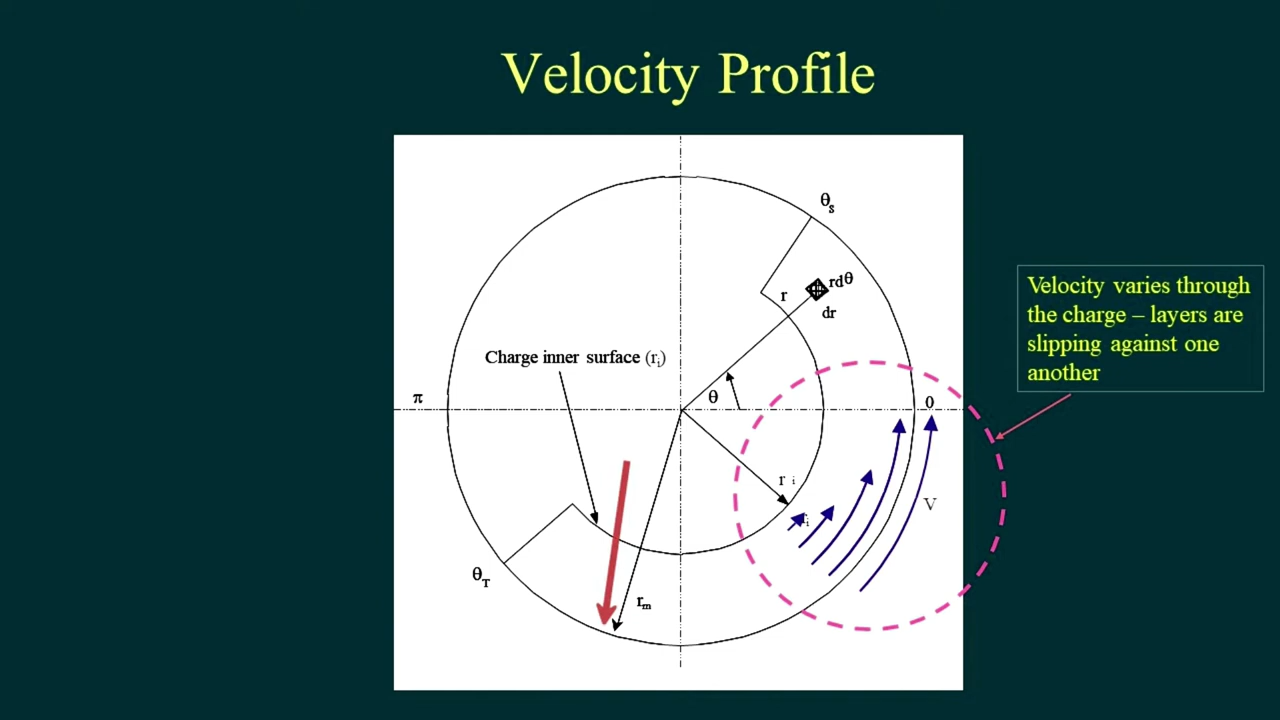 Velocity Profile
θS
rdθ
r
dr
Velocity varies through
the charge – layers are
slipping against one
another
Charge inner surface (ri)
π
θ
0
r i
V
θT
rm